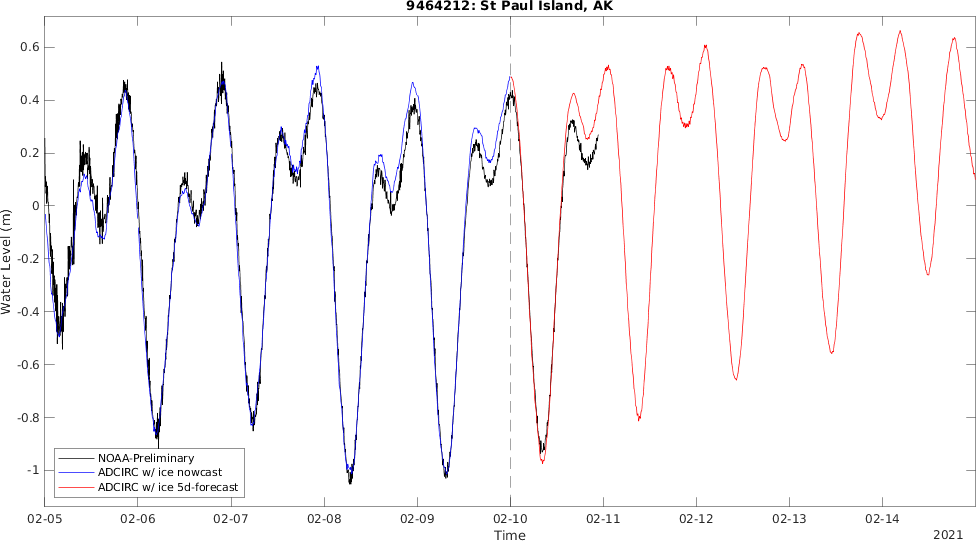 9464212: St Paul Island, AK
0.6
0.4
0.2
0
-0.2
-0.4
-0.6
-0.8
-1
Water Level (m)
NOAA-Preliminary
ADCIRC w/ ice nowcast
ADCIRC w/ ice 5d-forecast
02-05 02-06 02-07 02-08 02-09 02-10 02-11 02-12 02-13 02-14
Time
2021